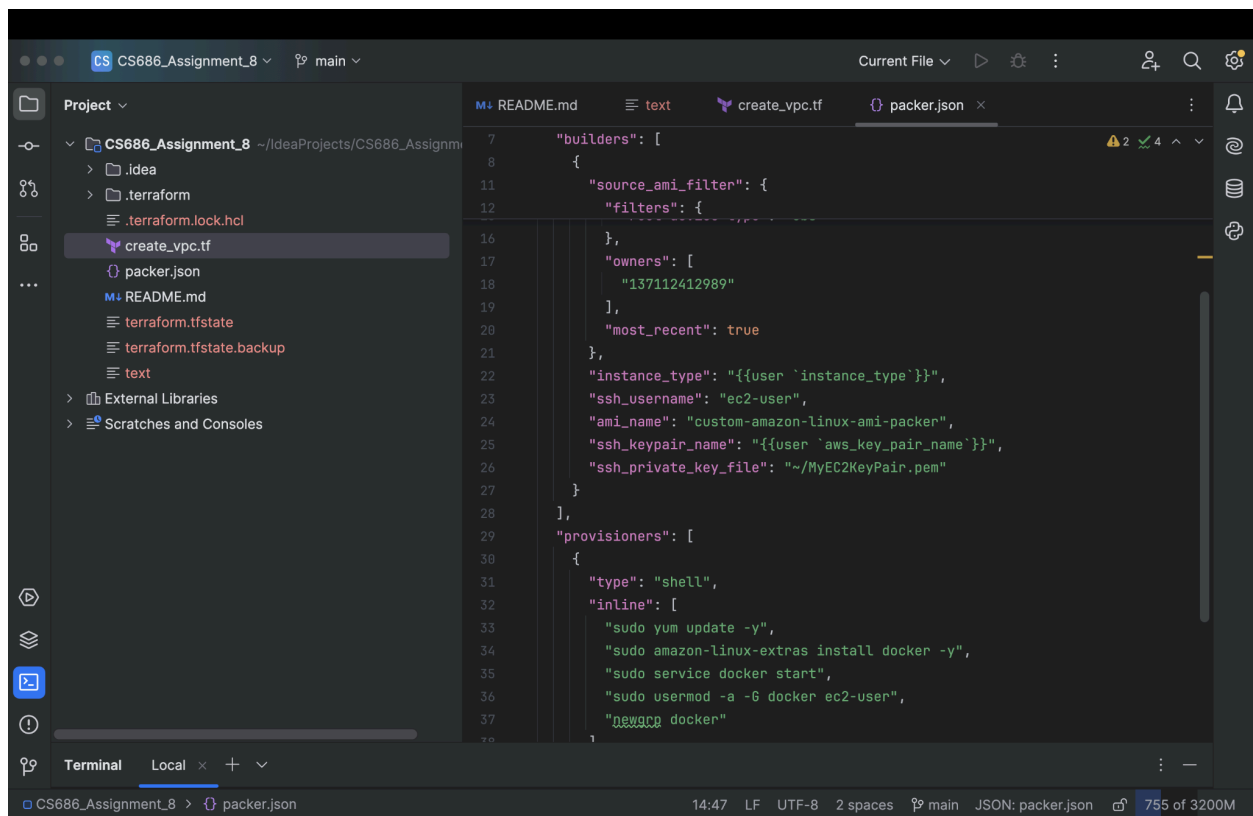 CS CS686_Assignment_8 main Current File
Project
CS686_Assignment_8 ~/IdeaProjects/CS686_Assignm
.idea
.terraform
.terraform.lock.hcl
create_vpc.tf
{} packer.json
M↓ README.md
terraform.tfstate
terraform.tfstate.backup
text
External Libraries
Scratches and Consoles
M↓ README.md text create_vpc.tf {} packer.json ×
2 4
7 "builders": [
8 {
11 "source_ami_filter": {
12 "filters": {
16 },
17 "owners": [
18 "137112412989"
19 ],
20 "most_recent": true
21 },
22 "instance_type": "{{user `instance_type`}}",
23 "ssh_username": "ec2-user",
24 "ami_name": "custom-amazon-linux-ami-packer",
25 "ssh_keypair_name": "{{user `aws_key_pair_name`}}",
26 "ssh_private_key_file": "~/MyEC2KeyPair.pem"
27 }
28 ],
29 "provisioners": [
30 {
31 "type": "shell",
32 "inline": [
33 "sudo yum update -y",
34 "sudo amazon-linux-extras install docker -y",
35 "sudo service docker start",
36 "sudo usermod -a -G docker ec2-user",
37 "newgrp docker"
Terminal Local × +
CS686_Assignment_8 > {} packer.json 14:47 LF UTF-8 2 spaces main JSON: packer.json 755 of 3200M